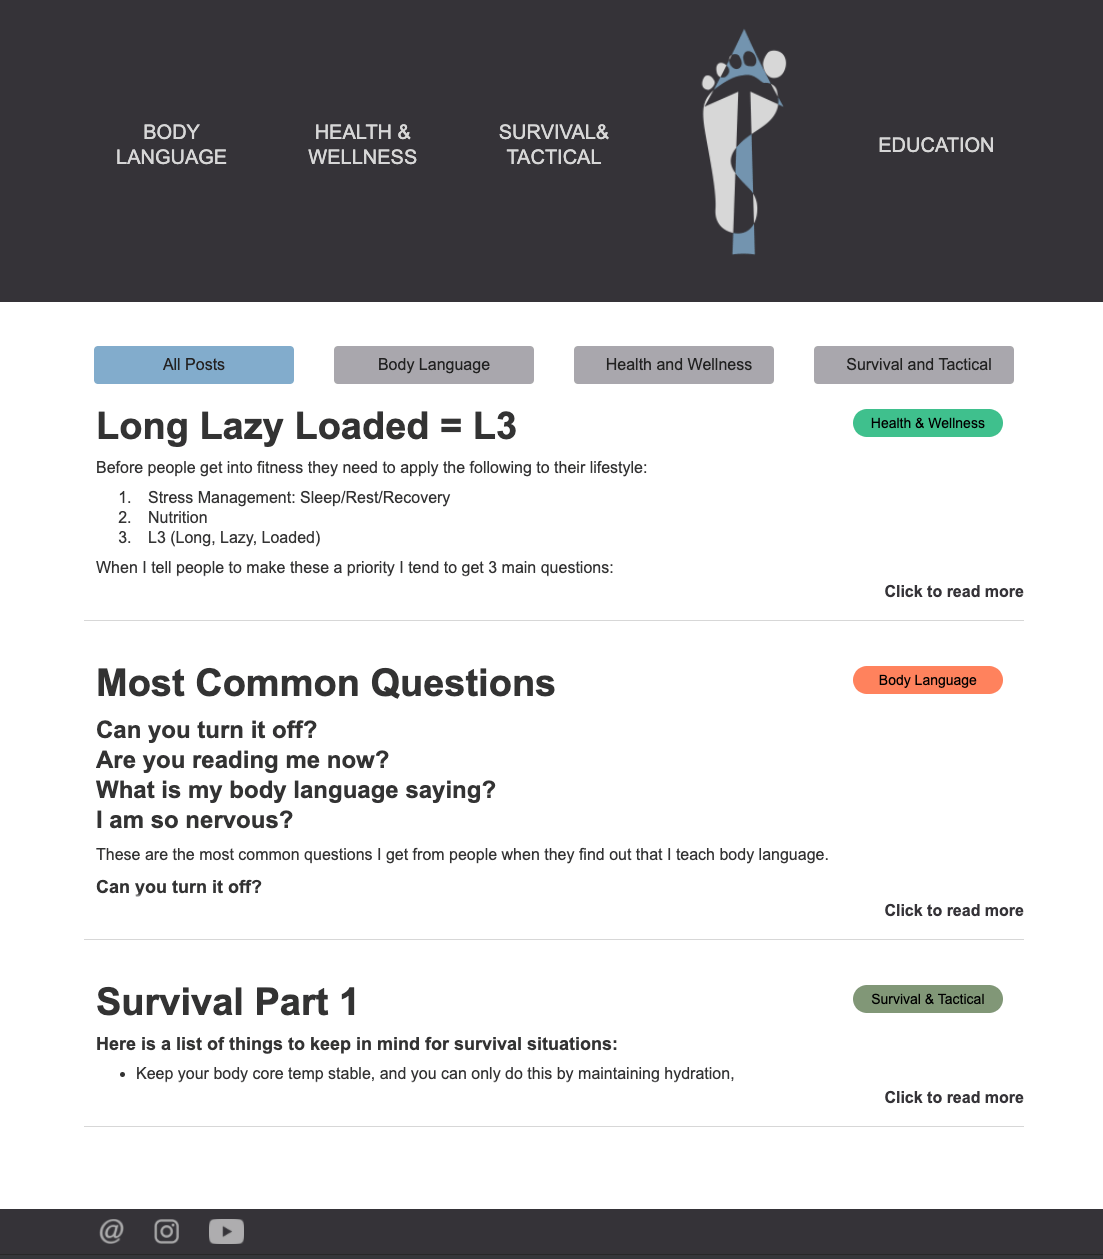 BODY
LANGUAGE
HEALTH &
WELLNESS
SURVIVAL&
TACTICAL
EDUCATION
All Posts
Body Language
Health and Wellness
Survival and Tactical
Long Lazy Loaded = L3
Health & Wellness
Before people get into fitness they need to apply the following to their lifestyle:
1. Stress Management: Sleep/Rest/Recovery
2. Nutrition
3. L3 (Long, Lazy, Loaded)
When I tell people to make these a priority I tend to get 3 main questions:
Click to read more
Most Common Questions
Body Language
Can you turn it off?
Are you reading me now?
What is my body language saying?
I am so nervous?
These are the most common questions I get from people when they find out that I teach body language.
Can you turn it off?
Click to read more
Survival Part 1
Survival & Tactical
Here is a list of things to keep in mind for survival situations:
• Keep your body core temp stable, and you can only do this by maintaining hydration,
Click to read more
@